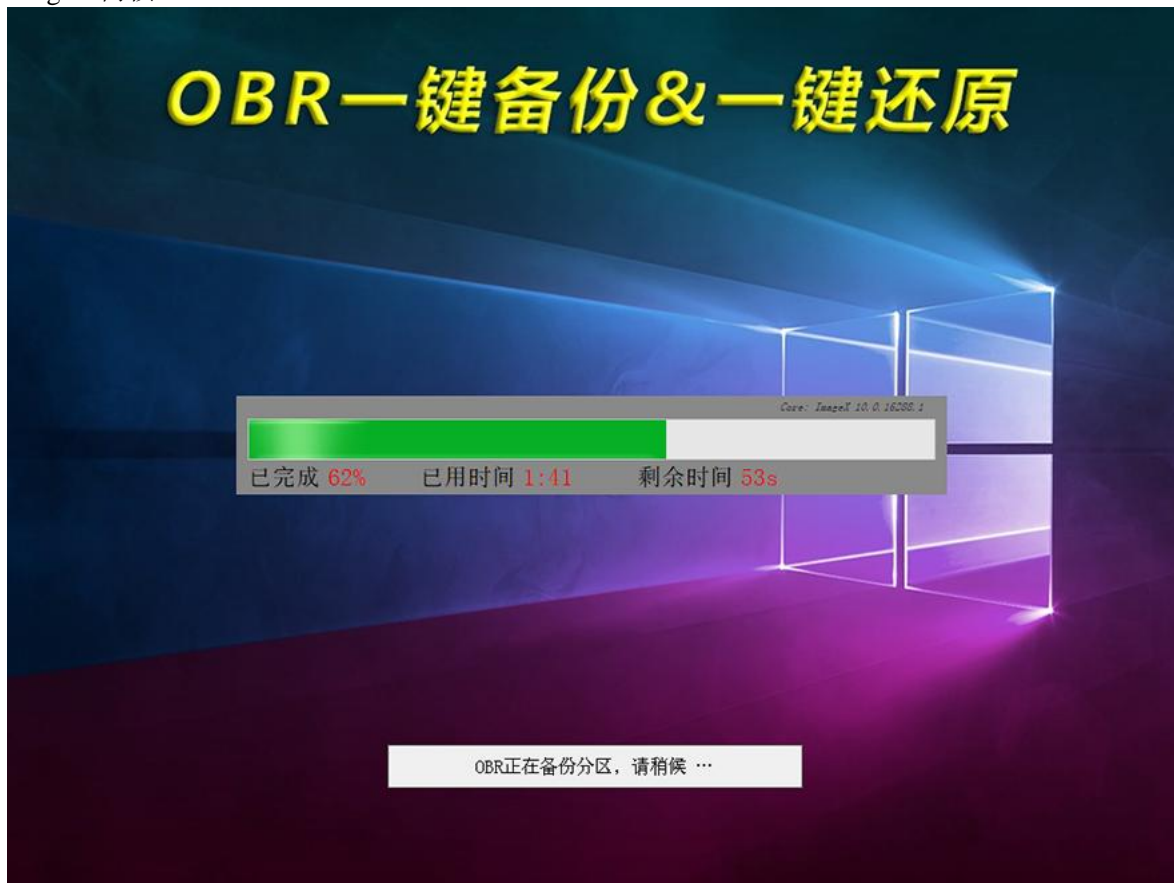 OBR一键备份&一键还原
Core: ImageX 10.0.16288.1
已完成 62% 已用时间 1:41 剩余时间 53s
OBR正在备份分区，请稍候 …